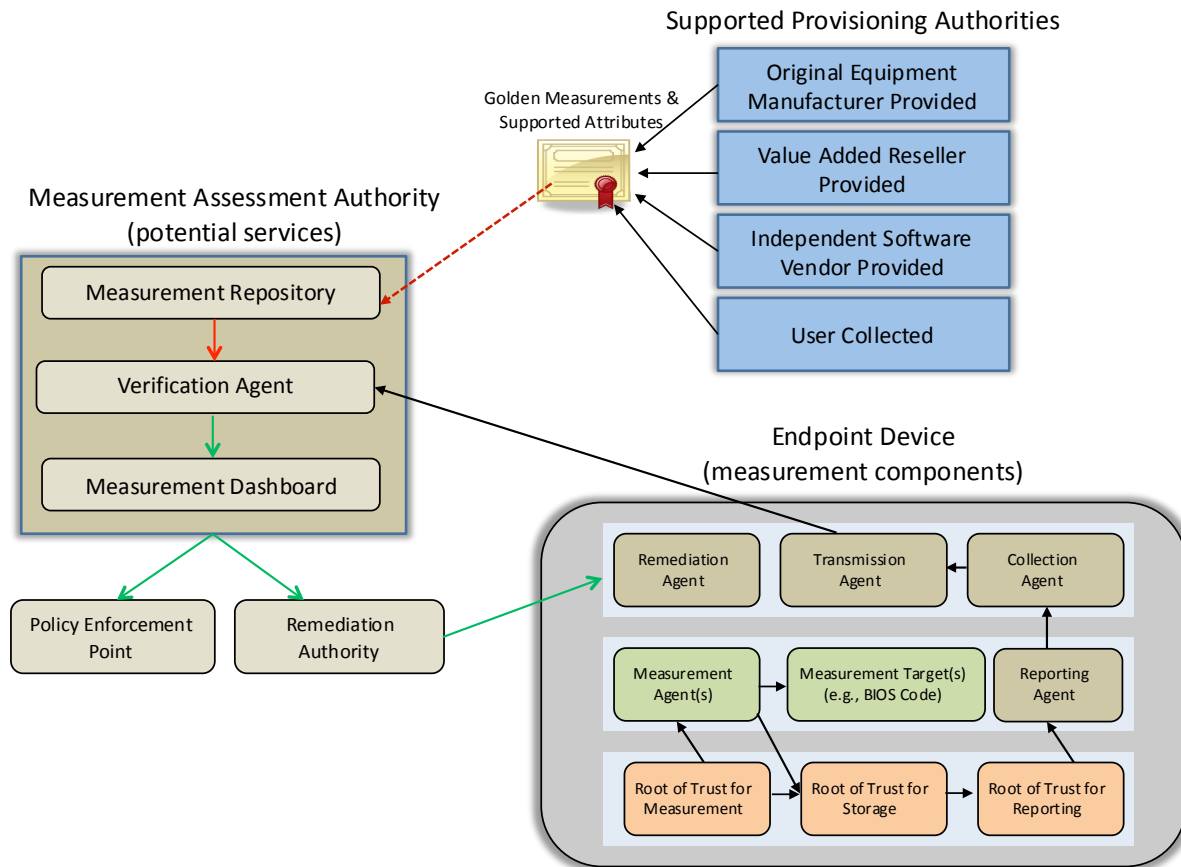 Supported Provisioning Authorities
Original Equipment
Manufacturer Provided
Golden Measurements &
Supported Attributes
Value Added Reseller
Provided
Independent Software
Vendor Provided
User Collected
Measurement Assessment Authority
(potential services)
Measurement Repository
Verification Agent
Measurement Dashboard
Policy Enforcement
Point
Remediation
Authority
Endpoint Device
(measurement components)
Remediation
Agent
Transmission
Agent
Collection
Agent
Measurement
Agent(s)
Measurement Target(s)
(e.g., BIOS Code)
Reporting
Agent
Root of Trust for
Measurement
Root of Trust for
Storage
Root of Trust for
Reporting